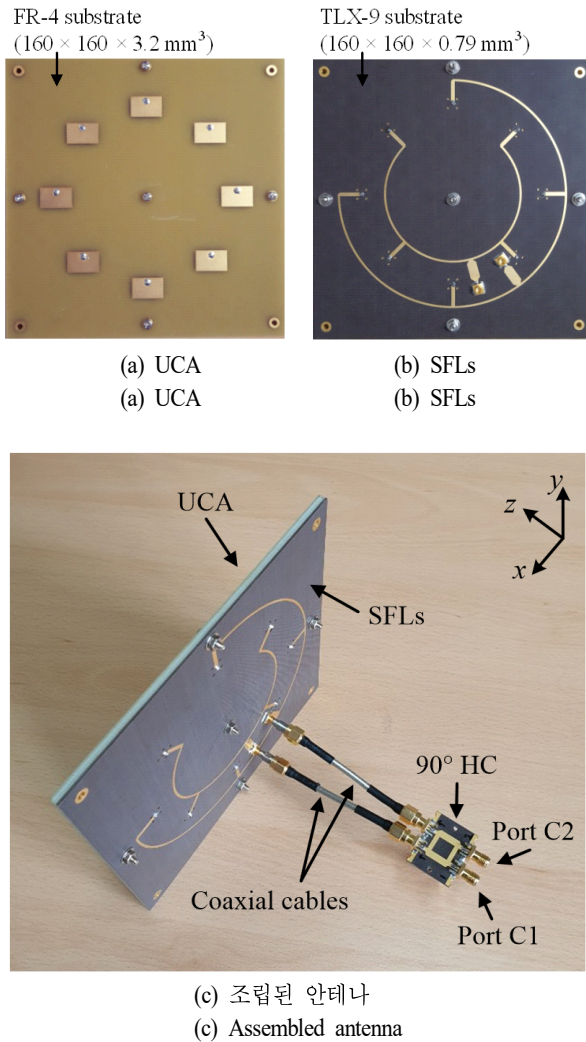 FR-4 substrate
(160 × 160 × 3.2 mm³)
TLX-9 substrate
(160 × 160 × 0.79 mm³)
(a) UCA
(a) UCA
(b) SFLs
(b) SFLs
UCA
SFLs
y
z
x
90° HC
Port C2
Coaxial cables
Port C1
(c) 조립된 안테나
(c) Assembled antenna